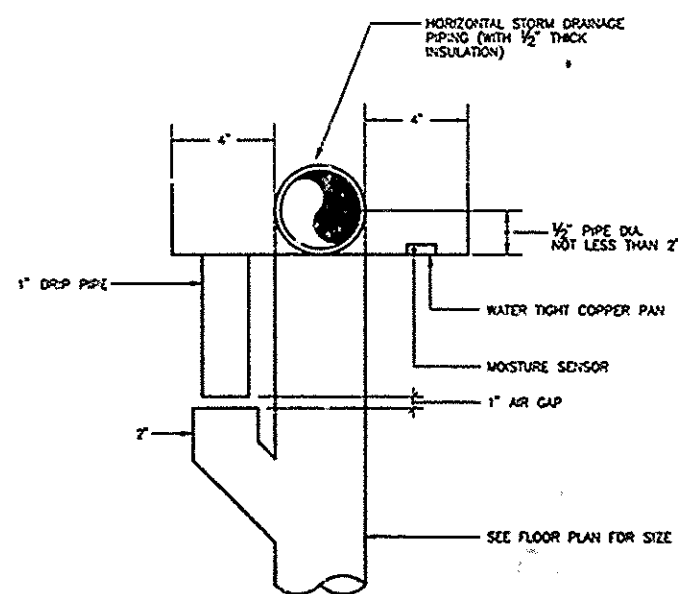 HORIZONTAL STORM DRAINAGE
PIPING (WITH 1/2" THICK
INSULATION)
4"
4"
1/2" PIPE DIA.
NOT LESS THAN 2"
1" DRIP PIPE
WATER TIGHT COPPER PAN
MOISTURE SENSOR
1" AIR GAP
2"
SEE FLOOR PLAN FOR SIZE